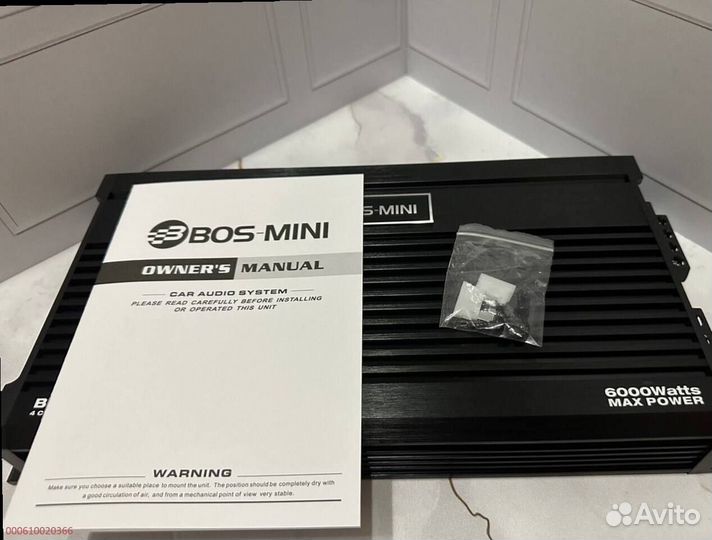 BOS-MINI
OWNER'S MANUAL
CAR AUDIO SYSTEM
PLEASE READ CAREFULLY BEFORE INSTALLING
OR OPERATED THIS UNIT
WARNING
Make sure you choose a suitable place to mount the unit. The position should be completely dry with
a good circulation of air, and from a mechanical point of view very stable.
S-MINI
6000Watts
MAX POWER
B
4 C
000610020366
Avito